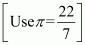 [Use π = 22/7]